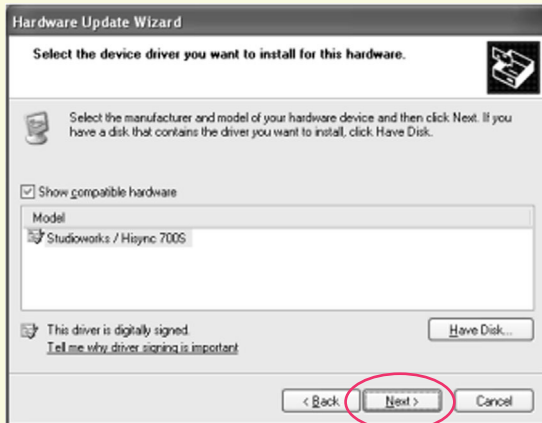 Hardware Update Wizard
Select the device driver you want to install for this hardware.
Select the manufacturer and model of your hardware device and then click Next. If you
have a disk that contains the driver you want to install, click Have Disk.
Show compatible hardware
Model
Studioworks / Hisync 700S
This driver is digitally signed.
Tell me why driver signing is important
Have Disk...
< Back
Next >
Cancel